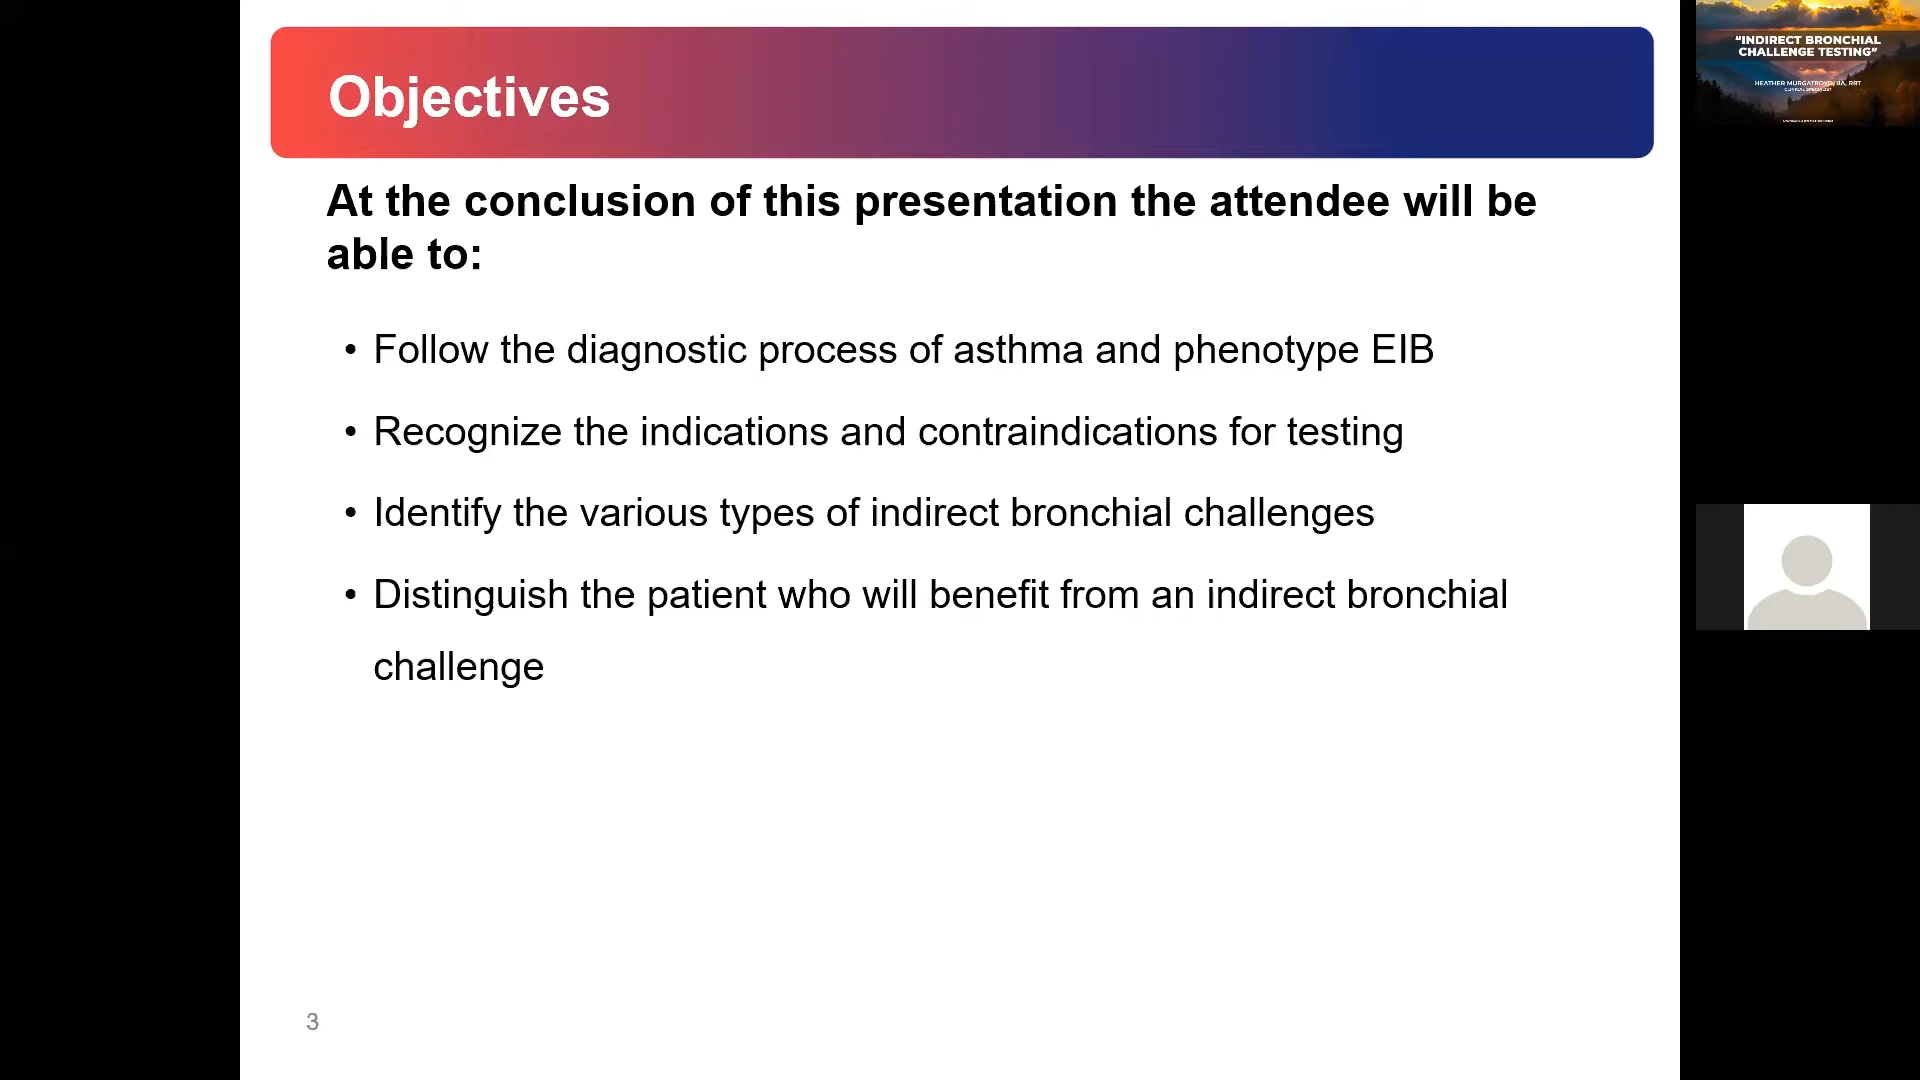 Objectives
At the conclusion of this presentation the attendee will be
able to:
• Follow the diagnostic process of asthma and phenotype EIB
• Recognize the indications and contraindications for testing
• Identify the various types of indirect bronchial challenges
• Distinguish the patient who will benefit from an indirect bronchial
challenge
3
“INDIRECT BRONCHIAL
CHALLENGE TESTING”
HEATHER MURGATROYD, BA, RRT
CLINICAL SPECIALIST